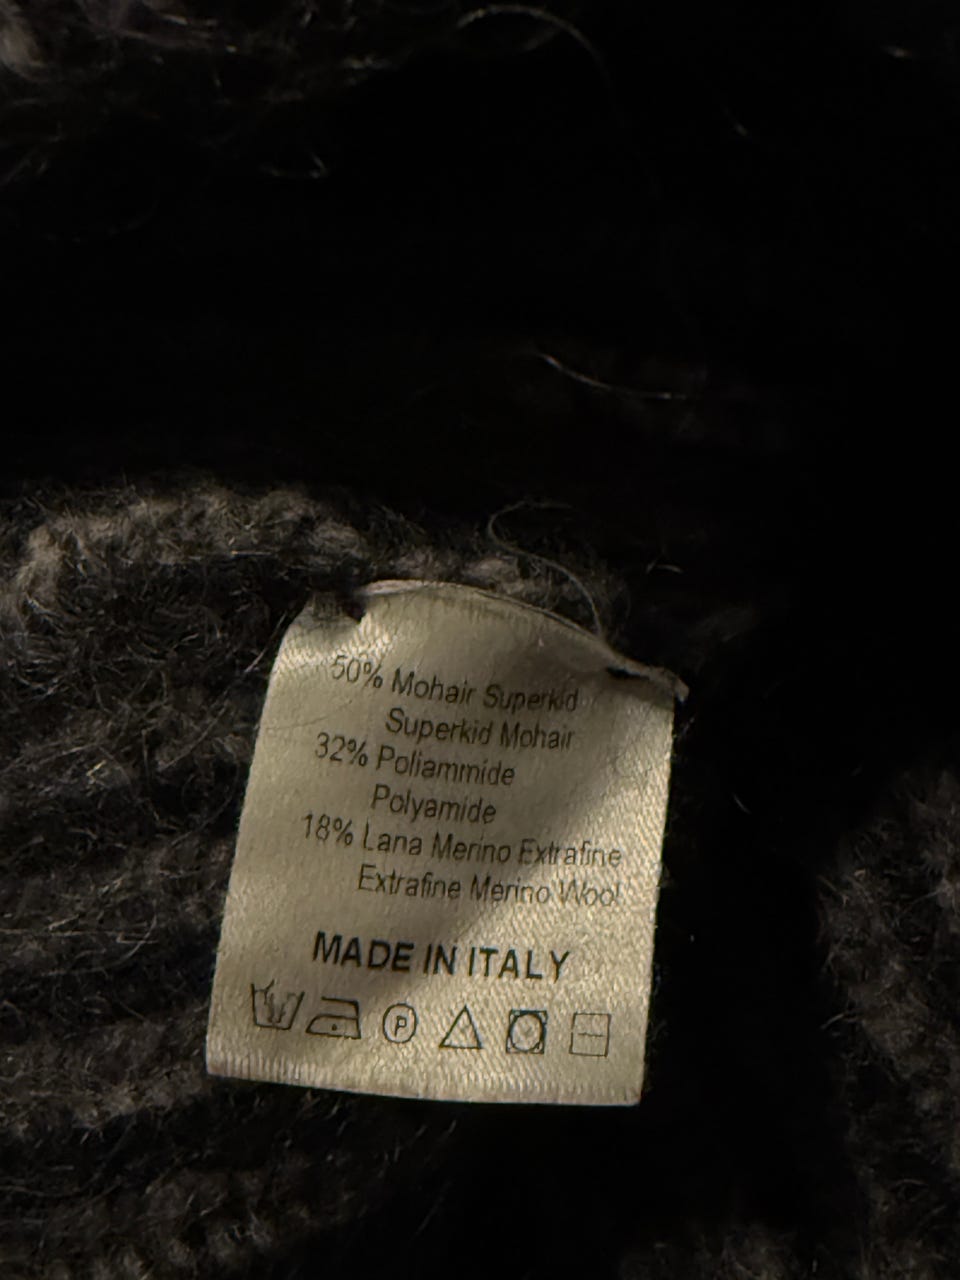 50% Mohair Superkid
Superkid Mohair
32% Poliammide
Polyamide
18% Lana Merino Extrafine
Extrafine Merino Wool
MADE IN ITALY
P